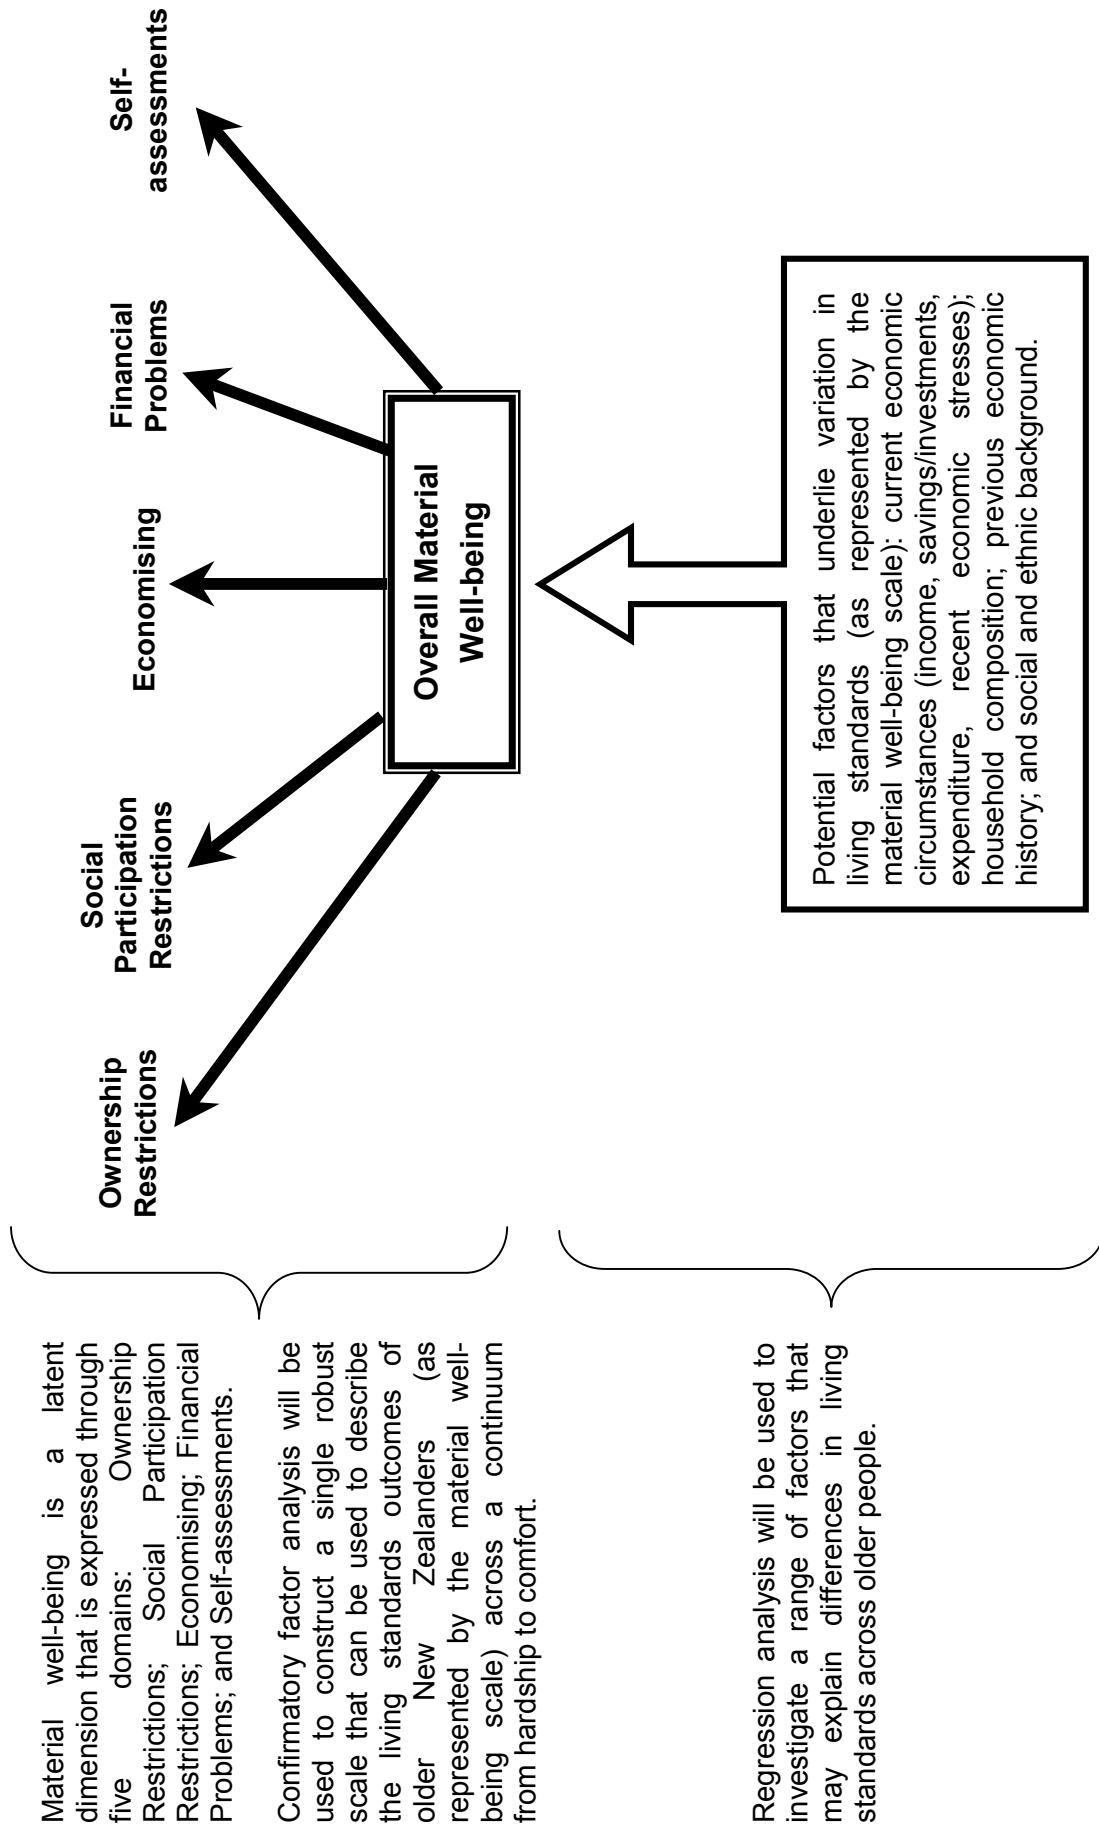 Material well-being is a latent
dimension that is expressed through
five domains: Ownership
Restrictions; Social Participation
Restrictions; Economising; Financial
Problems; and Self-assessments.
Confirmatory factor analysis will be
used to construct a single robust
scale that can be used to describe
the living standards outcomes of
older New Zealanders (as
represented by the material well-
being scale) across a continuum
from hardship to comfort.
Regression analysis will be used to
investigate a range of factors that
may explain differences in living
standards across older people.
Ownership
Restrictions
Social
Participation
Restrictions
Economising
Financial
Problems
Self-
assessments
Overall Material
Well-being
Potential factors that underlie variation in
living standards (as represented by the
material well-being scale): current economic
circumstances (income, savings/investments,
expenditure, recent economic stresses);
household composition; previous economic
history; and social and ethnic background.